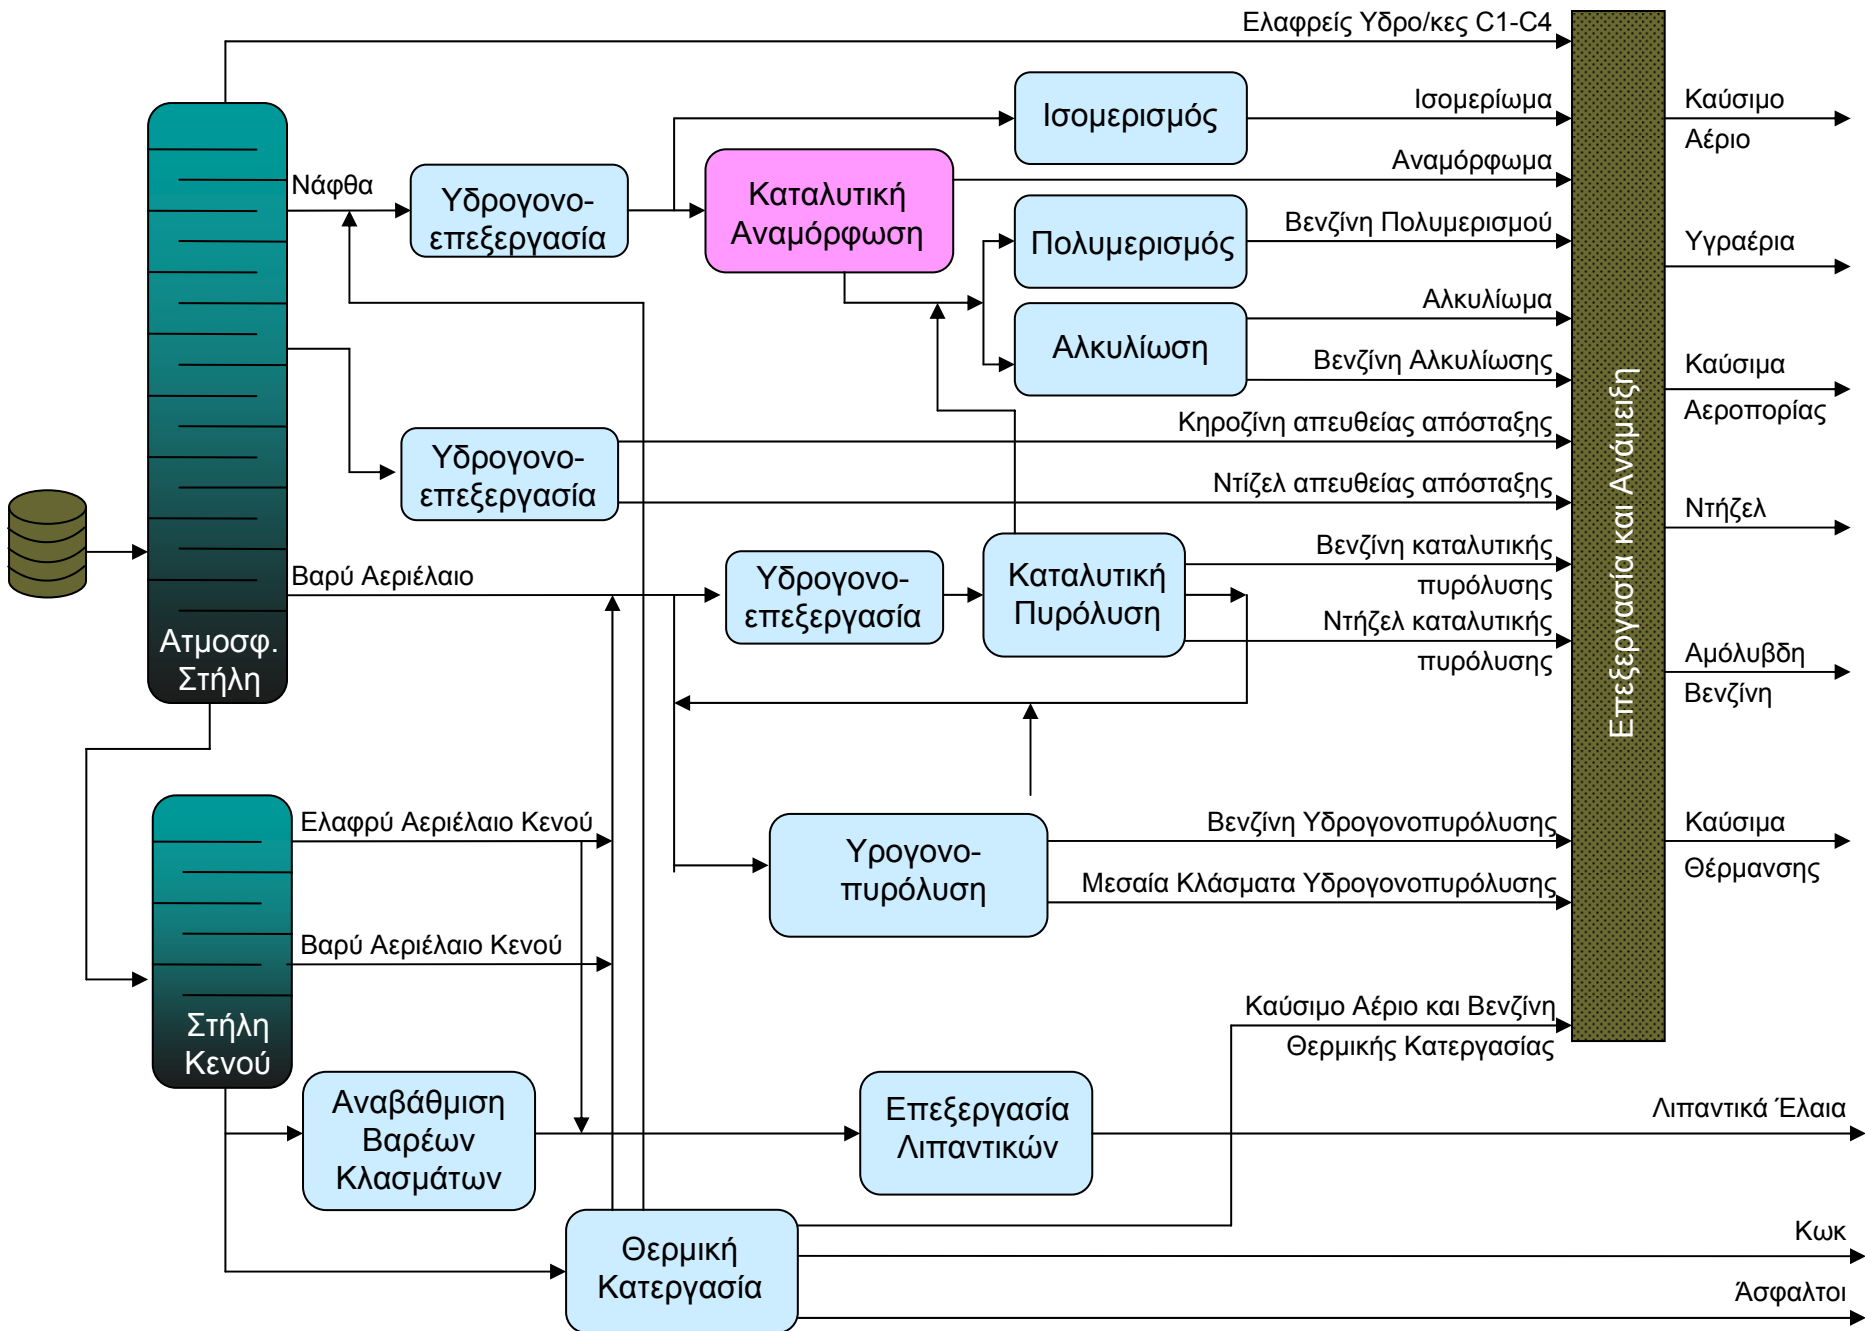 Ελαφρείς Υδρο/κες C1-C4
Ισομερισμός
Ισομερίωμα
Καύσιμο
Αέριο
Νάφθα
Υδρογονο-
επεξεργασία
Καταλυτική
Αναμόρφωση
Αναμόρφωμα
Πολυμερισμός
Βενζίνη Πολυμερισμού
Υγραέρια
Αλκυλίωση
Αλκυλίωμα
Βενζίνη Αλκυλίωσης
Καύσιμα
Αεροπορίας
Υδρογονο-
επεξεργασία
Κηροζίνη απευθείας απόσταξης
Ντίζελ απευθείας απόσταξης
Ντήζελ
Επεξεργασία και Ανάμειξη
Βαρύ Αεριέλαιο
Υδρογονο-
επεξεργασία
Καταλυτική
Πυρόλυση
Βενζίνη καταλυτικής
πυρόλυσης
Ντήζελ καταλυτικής
πυρόλυσης
Αμόλυβδη
Βενζίνη
Ατμοσφ.
Στήλη
Ελαφρύ Αεριέλαιο Κενού
Υρογονο-
πυρόλυση
Βενζίνη Υδρογονοπυρόλυσης
Μεσαία Κλάσματα Υδρογονοπυρόλυσης
Καύσιμα
Θέρμανσης
Βαρύ Αεριέλαιο Κενού
Στήλη
Κενού
Καύσιμο Αέριο και Βενζίνη
Θερμικής Κατεργασίας
Αναβάθμιση
Βαρέων
Κλασμάτων
Επεξεργασία
Λιπαντικών
Λιπαντικά Έλαια
Θερμική
Κατεργασία
Κωκ
Άσφαλτοι